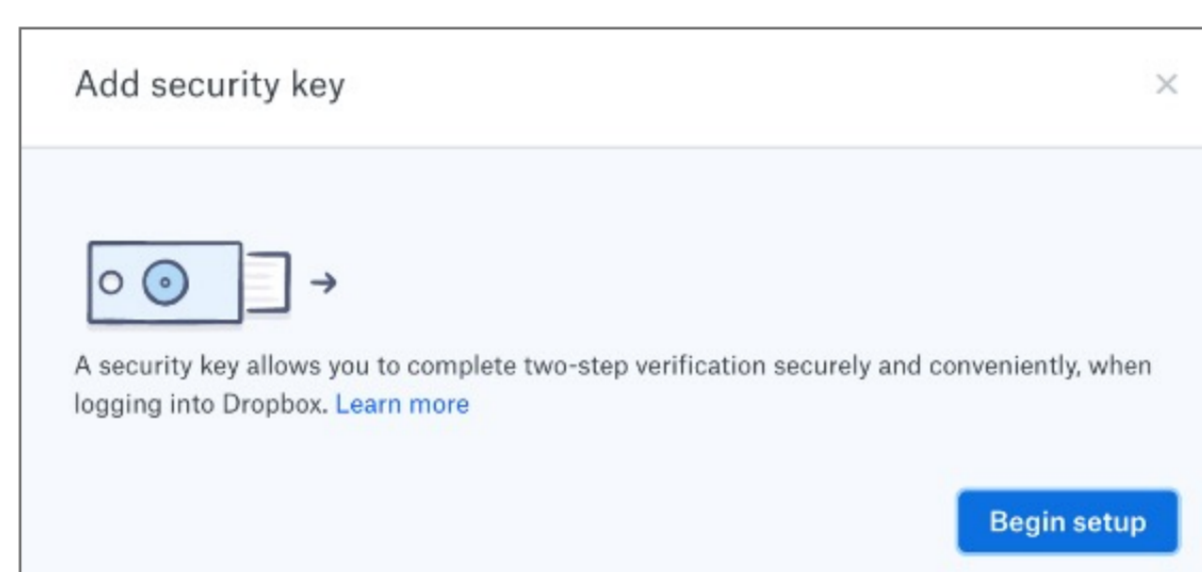 Add security key
A security key allows you to complete two-step verification securely and conveniently, when
logging into Dropbox. Learn more
Begin setup